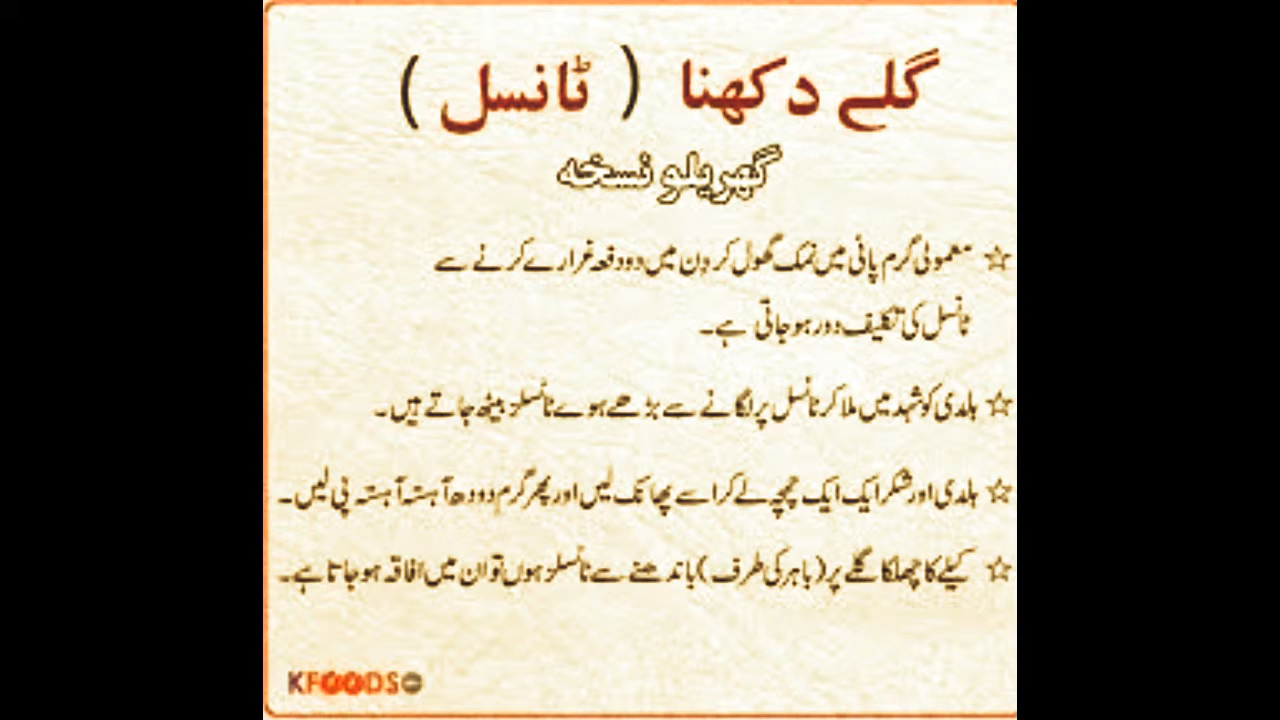 گلے دکھنا ( ٹانسل )
گھریلو نسخہ
☆ معمولی گرم پانی میں نمک گھول کر دن میں دو دفعہ غرارے کرنے سے
ٹانسل کی تکلیف دور ہو جاتی ہے۔
☆ ہلدی کو شہد میں ملا کر ٹانسل پر لگانے سے بڑھے ہوے ٹانسلز بیٹھ جاتے ہیں۔
☆ ہلدی اور شکر ایک ایک چمچہ لے کر اسے پھانک لیں اور پھر گرم دودھ آہستہ آہستہ پی لیں۔
☆ کیلے کا چھلکا گلے پر (باہر کی طرف) باندھنے سے ٹانسلز ہوں تو ان میں افاقہ ہو جاتا ہے۔
KFOODS